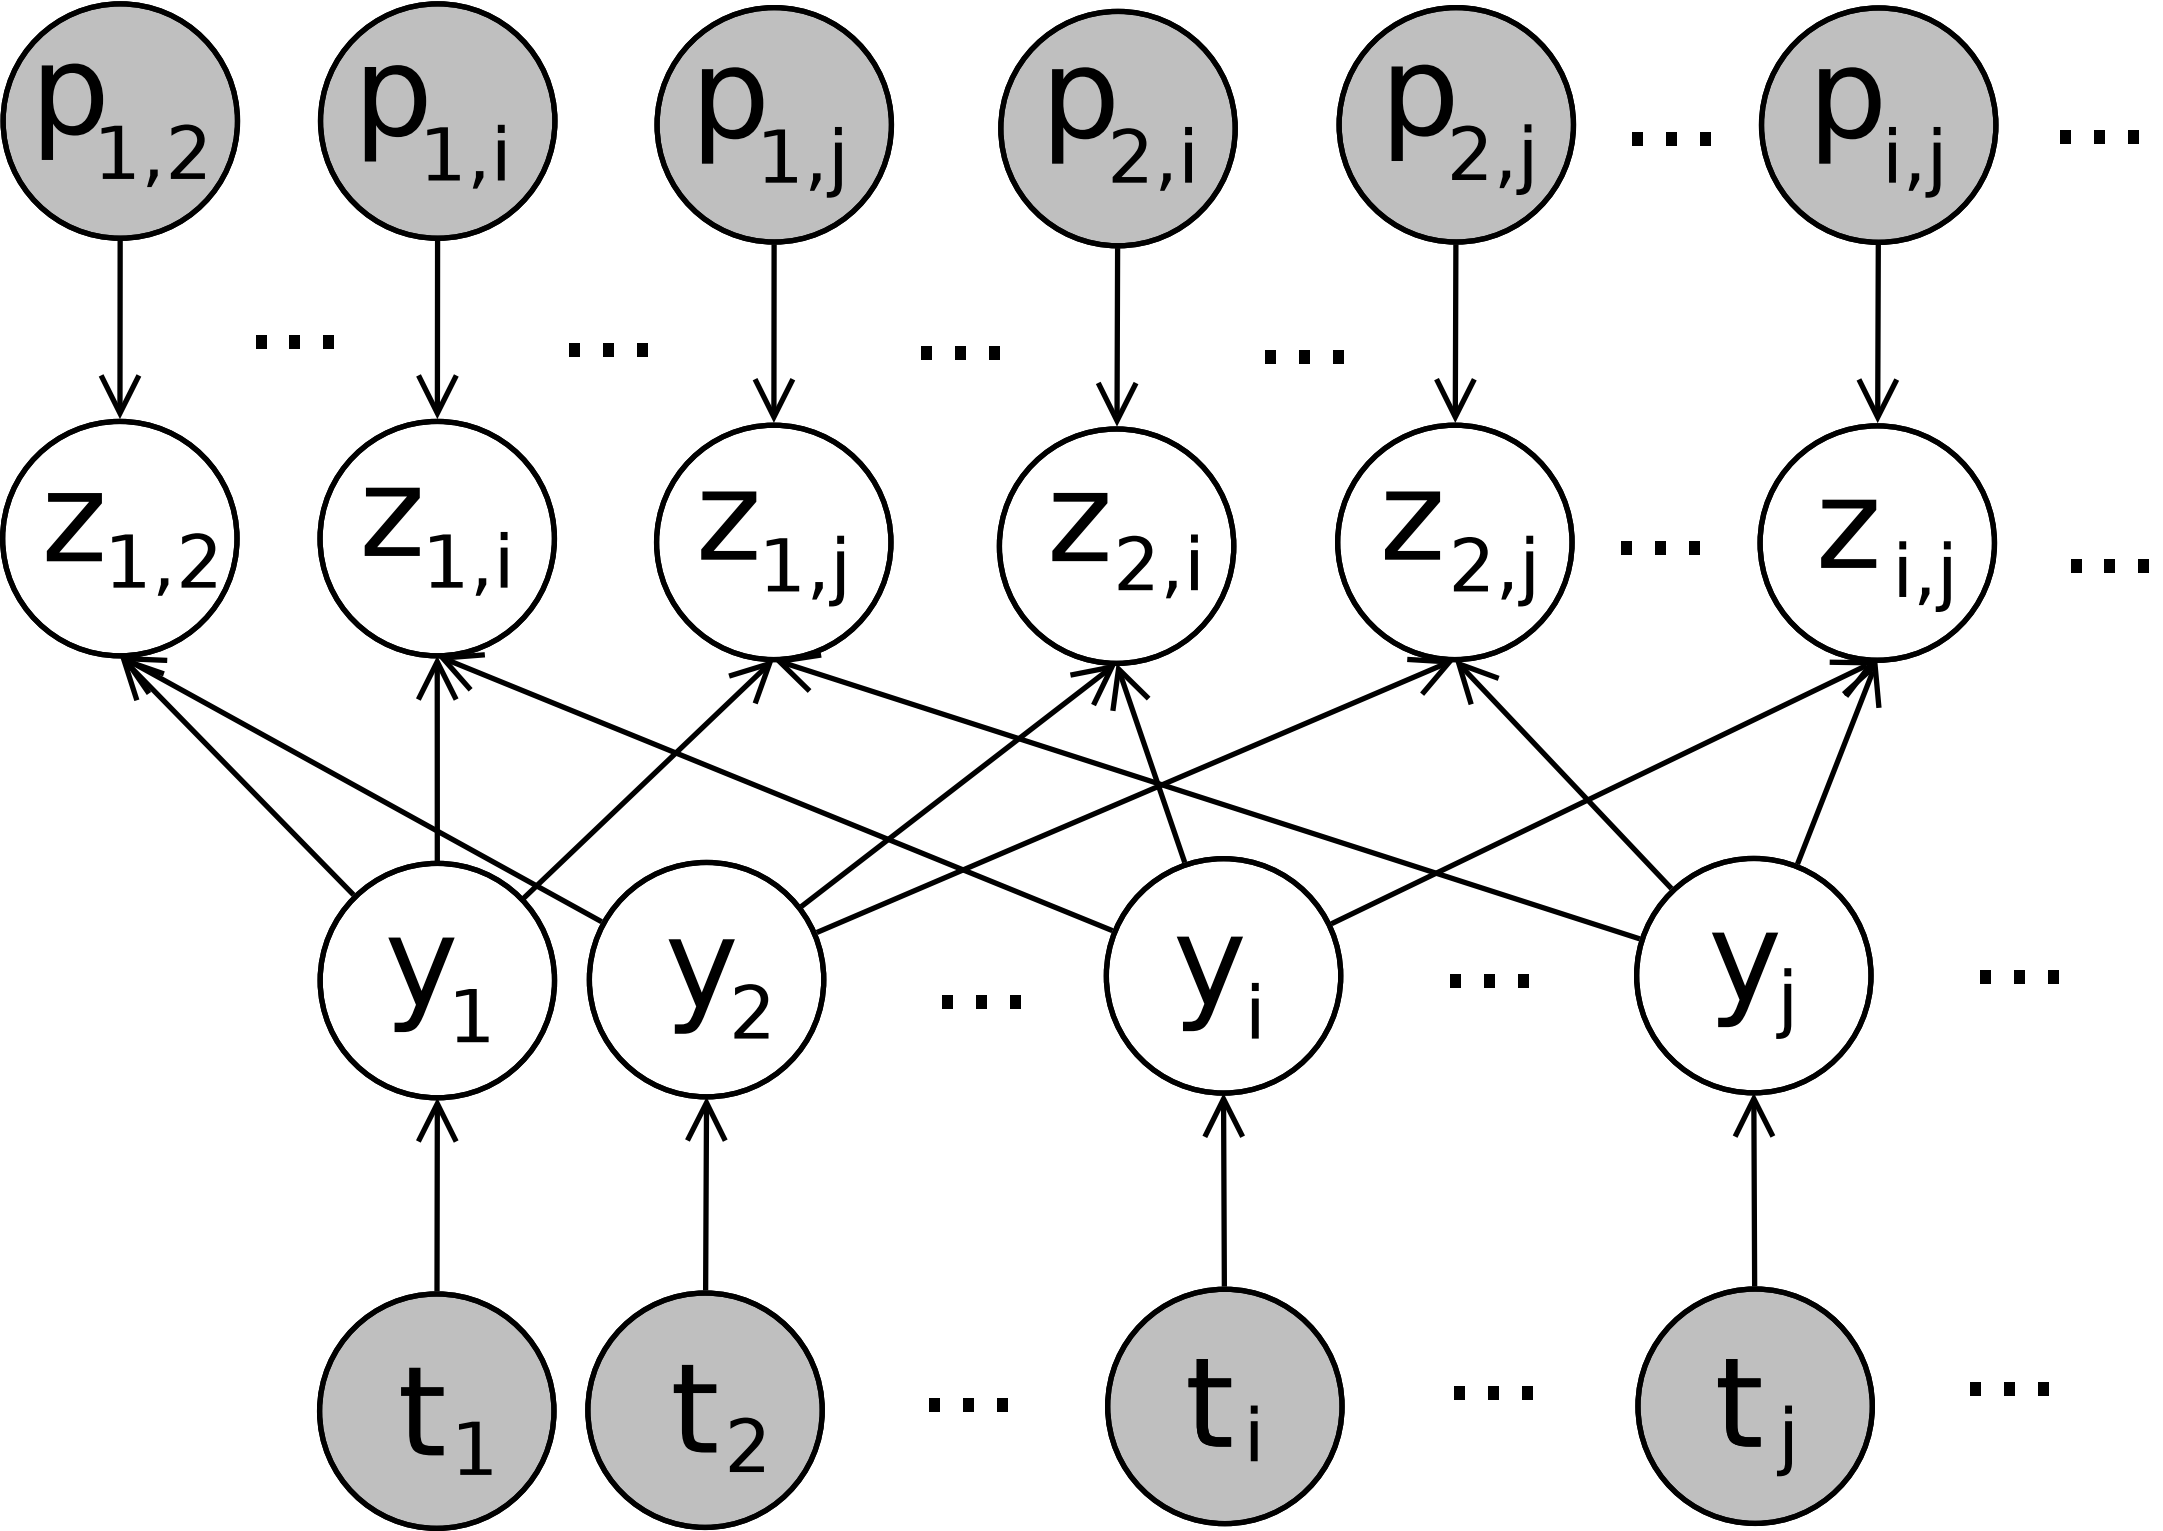 p1,2 p1,i p1,j p2,i p2,j ... pi,j ...
... ... ... ...
z1,2 z1,i z1,j z2,i z2,j ... zi,j ...
y1 y2 ... yi ... yj ...
t1 t2 ... ti ... tj ...